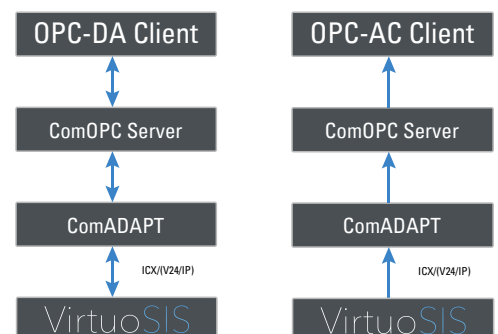 OPC-DA Client
ComOPC Server
ComADAPT
ICX/(V24/IP)
VirtuoSIS
OPC-AC Client
ComOPC Server
ComADAPT
ICX/(V24/IP)
VirtuoSIS